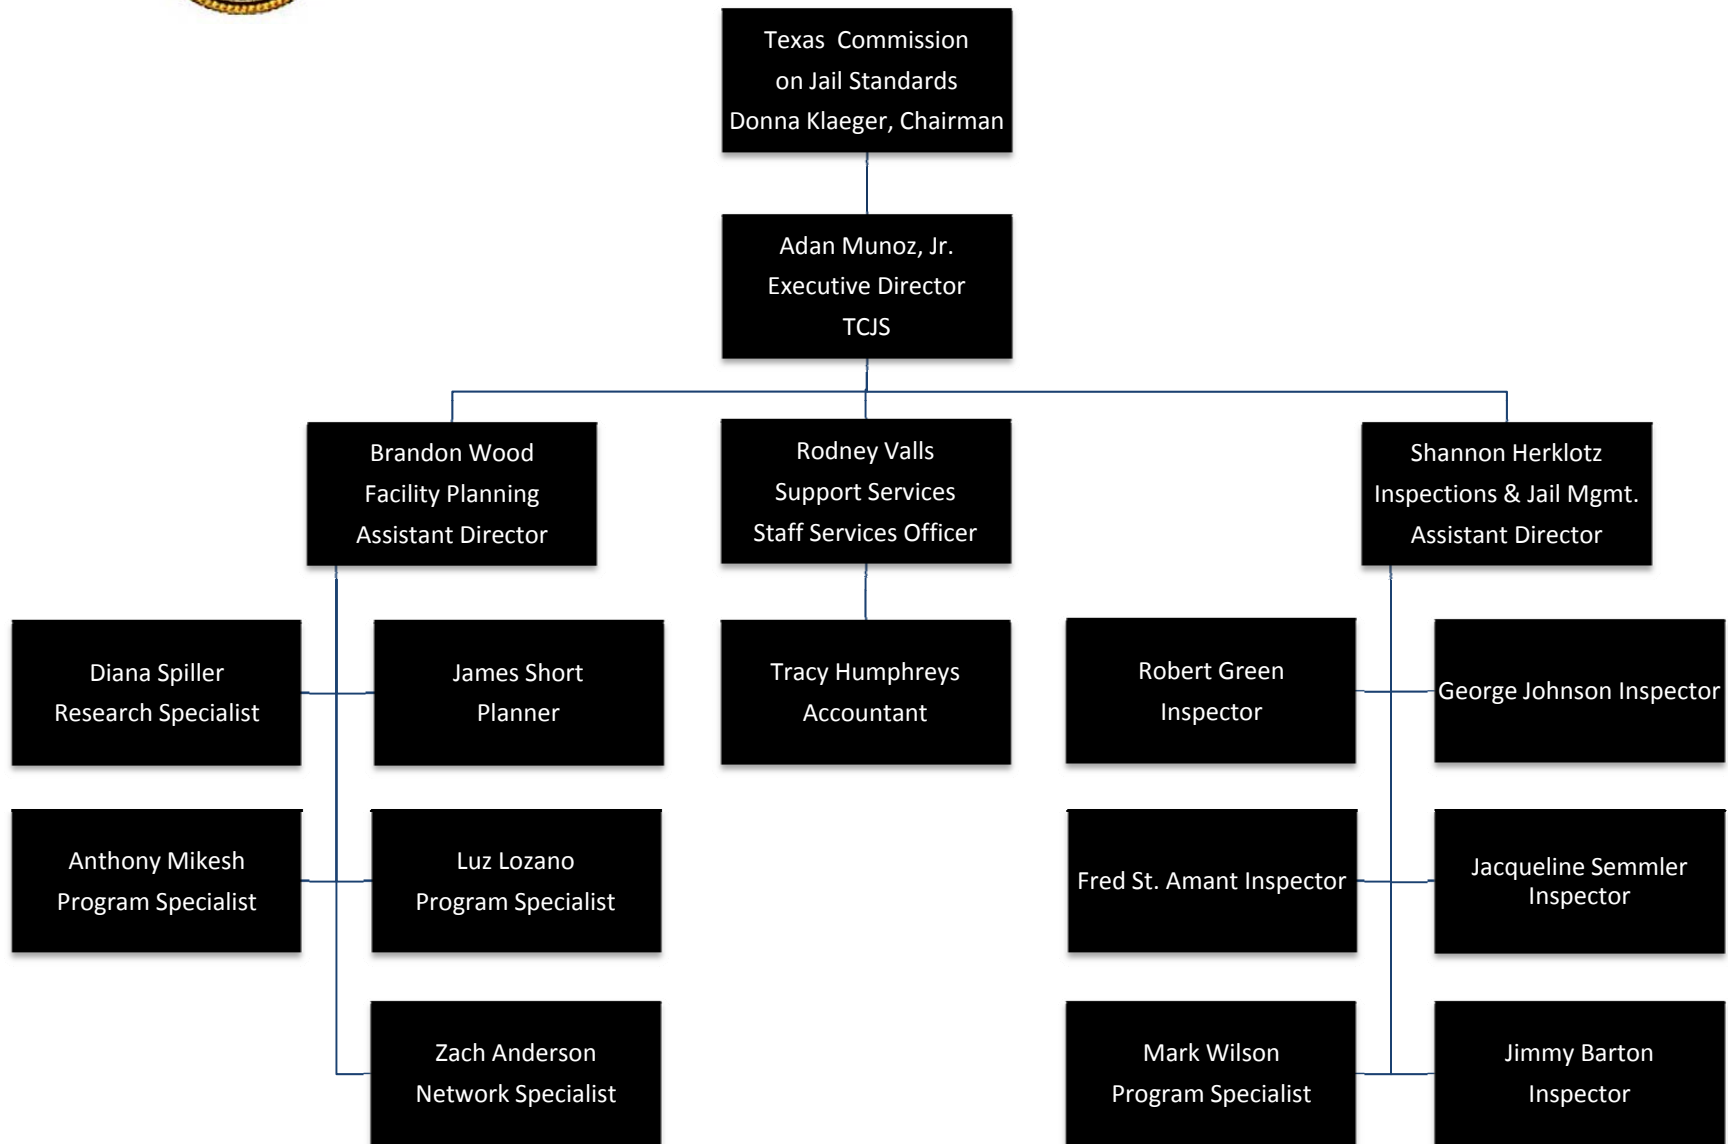 Texas Commission
on Jail Standards
Donna Klaeger, Chairman
Adan Munoz, Jr.
Executive Director
TCJS
Brandon Wood
Facility Planning
Assistant Director
Rodney Valls
Support Services
Staff Services Officer
Shannon Herklotz
Inspections & Jail Mgmt.
Assistant Director
Diana Spiller
Research Specialist
James Short
Planner
Tracy Humphreys
Accountant
Robert Green
Inspector
George Johnson Inspector
Anthony Mikesh
Program Specialist
Luz Lozano
Program Specialist
Fred St. Amant Inspector
Jacqueline Semmler
Inspector
Zach Anderson
Network Specialist
Mark Wilson
Program Specialist
Jimmy Barton
Inspector